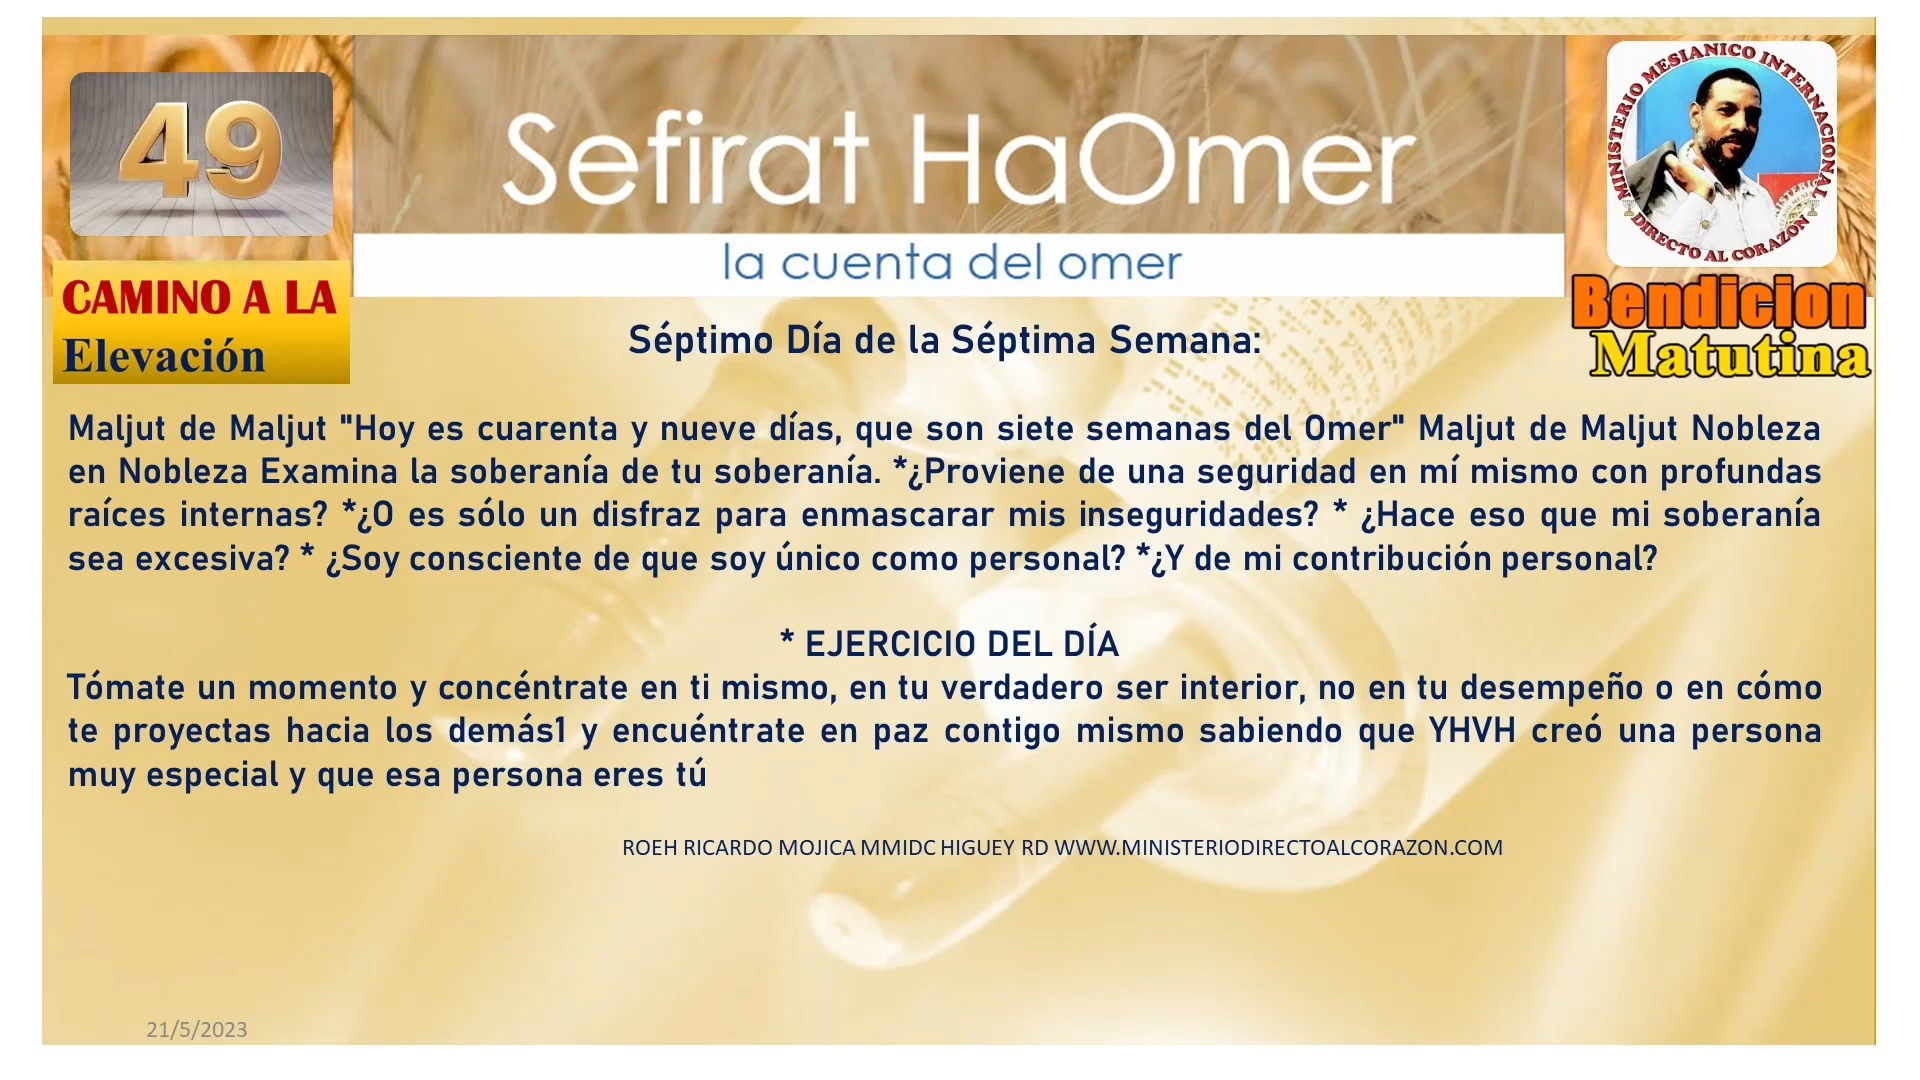 49
Sefirat HaOmer
la cuenta del omer
MINISTERIO MESIANICO INTERNACIONAL
DIRECTO AL CORAZON
CAMINO A LA
Elevación
Bendicion
Matutina
Séptimo Día de la Séptima Semana:
Maljut de Maljut "Hoy es cuarenta y nueve días, que son siete semanas del Omer" Maljut de Maljut Nobleza
en Nobleza Examina la soberanía de tu soberanía. *¿Proviene de una seguridad en mí mismo con profundas
raíces internas? *¿O es sólo un disfraz para enmascarar mis inseguridades? * ¿Hace eso que mi soberanía
sea excesiva? * ¿Soy consciente de que soy único como personal? *¿Y de mi contribución personal?
* EJERCICIO DEL DÍA
Tómate un momento y concéntrate en ti mismo, en tu verdadero ser interior, no en tu desempeño o en cómo
te proyectas hacia los demás1 y encuéntrate en paz contigo mismo sabiendo que YHVH creó una persona
muy especial y que esa persona eres tú
ROEH RICARDO MOJICA MMIDC HIGUEY RD WWW.MINISTERIODIRECTOALCORAZON.COM
21/5/2023